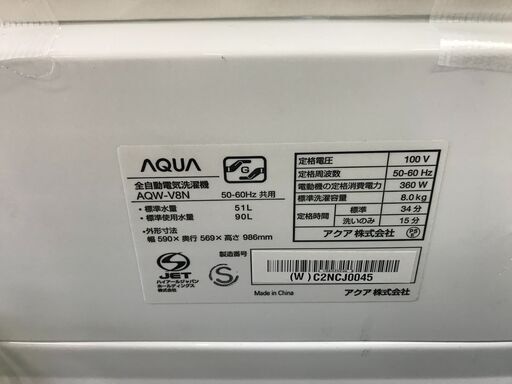 AQUA
全自動電気洗濯機
AQW-V8N
50-60Hz 共用
・標準水量 51L
・標準使用水量 90L
・外形寸法
幅 590× 奥行 569× 高さ 986mm
定格電圧 100 V
定格周波数 50-60 Hz
電動機の定格消費電力 360 W
標準洗濯容量 8.0kg
定格時間 標準 34分
洗いのみ 15分
アクア 株式会社
JET
ハイアールジャパン
ホールディングス
株式会社
S
製造番号
(W) C2NCJ0045
Made in China
アクア株式会社